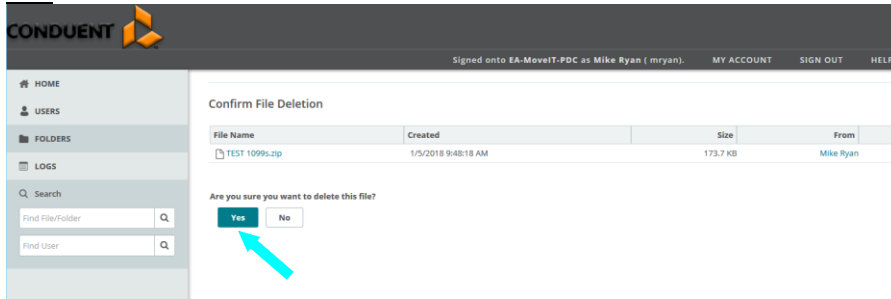 CONDUENT
Signed onto EA-MoveIT-PDC as Mike Ryan ( mryan). MY ACCOUNT SIGN OUT HELP
HOME
USERS
FOLDERS
LOGS
Search
Find File/Folder
Find User
Confirm File Deletion
File Name Created Size From
TEST 1099s.zip 1/5/2018 9:48:18 AM 173.7 KB Mike Ryan
Are you sure you want to delete this file?
Yes No